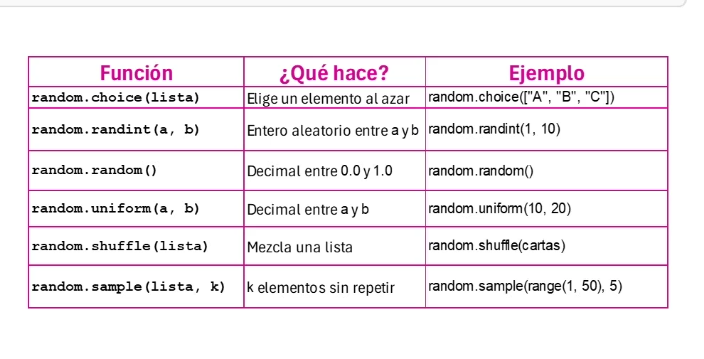 Función ¿Qué hace? Ejemplo
random.choice(lista) Elige un elemento al azar random.choice(["A", "B", "C"])
random.randint(a, b) Entero aleatorio entre a y b random.randint(1, 10)
random.random() Decimal entre 0.0 y 1.0 random.random()
random.uniform(a, b) Decimal entre a y b random.uniform(10, 20)
random.shuffle(lista) Mezcla una lista random.shuffle(cartas)
random.sample(lista, k) k elementos sin repetir random.sample(range(1, 50), 5)